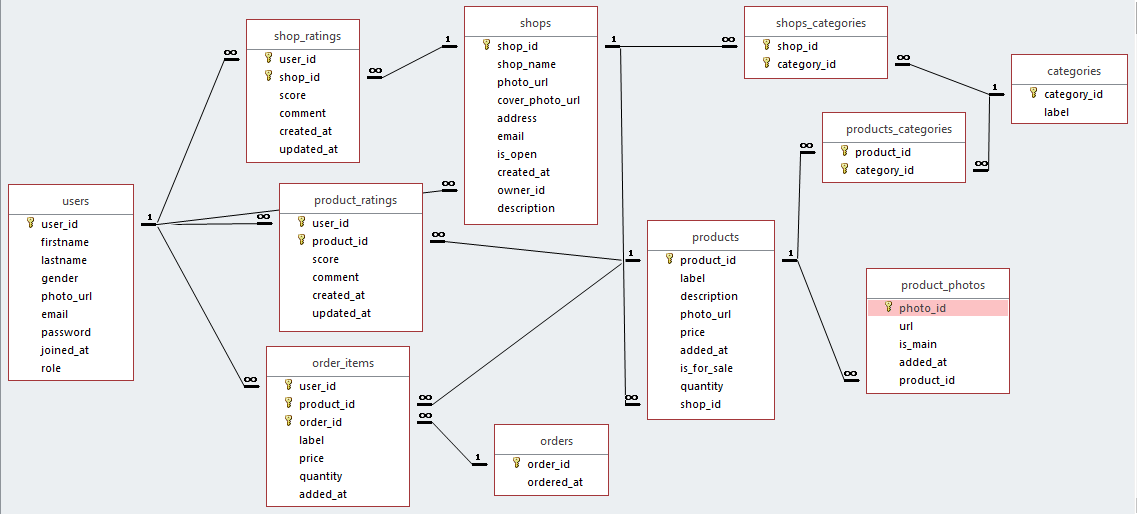 shop_ratings
user_id
shop_id
score
comment
created_at
updated_at
shops
shop_id
shop_name
photo_url
cover_photo_url
address
email
is_open
created_at
owner_id
description
shops_categories
shop_id
category_id
categories
category_id
label
products_categories
product_id
category_id
users
user_id
firstname
lastname
gender
photo_url
email
password
joined_at
role
product_ratings
user_id
product_id
score
comment
created_at
updated_at
products
product_id
label
description
photo_url
price
added_at
is_for_sale
quantity
shop_id
product_photos
photo_id
url
is_main
added_at
product_id
order_items
user_id
product_id
order_id
label
price
quantity
added_at
orders
order_id
ordered_at
1
∞
∞
1
1
∞
∞
1
∞
∞
∞
∞
∞
∞
1
∞
1
∞
∞
∞
1